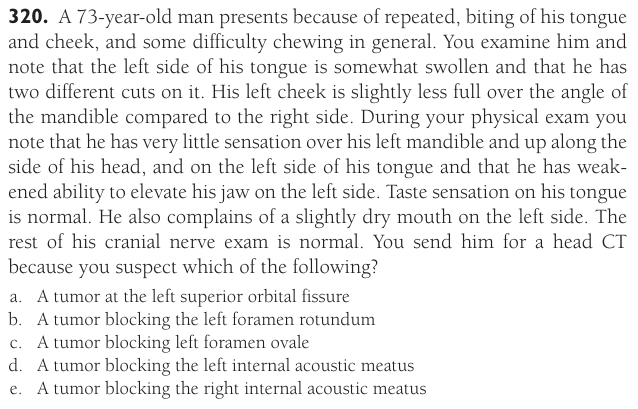 320. A 73-year-old man presents because of repeated, biting of his tongue
and cheek, and some difficulty chewing in general. You examine him and
note that the left side of his tongue is somewhat swollen and that he has
two different cuts on it. His left cheek is slightly less full over the angle of
the mandible compared to the right side. During your physical exam you
note that he has very little sensation over his left mandible and up along the
side of his head, and on the left side of his tongue and that he has weak-
ened ability to elevate his jaw on the left side. Taste sensation on his tongue
is normal. He also complains of a slightly dry mouth on the left side. The
rest of his cranial nerve exam is normal. You send him for a head CT
because you suspect which of the following?
a. A tumor at the left superior orbital fissure
b. A tumor blocking the left foramen rotundum
c. A tumor blocking left foramen ovale
d. A tumor blocking the left internal acoustic meatus
e. A tumor blocking the right internal acoustic meatus